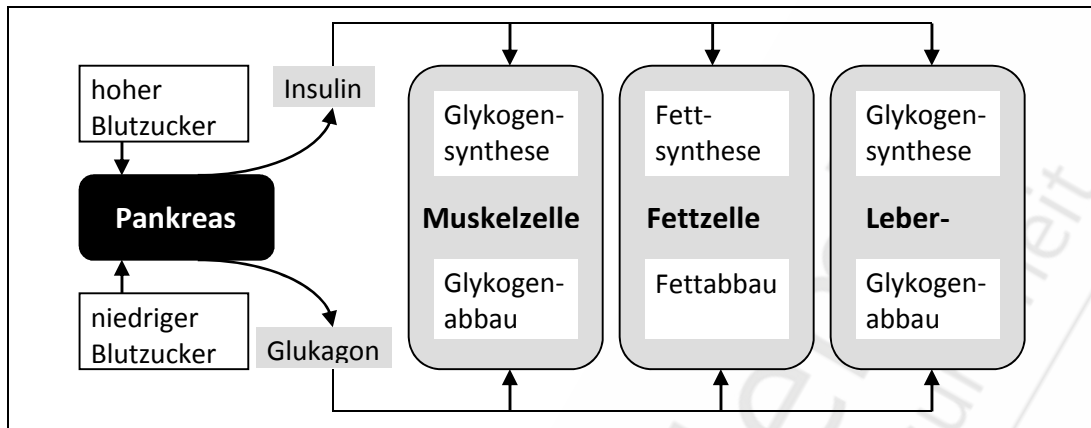 hoher
Blutzucker
Insulin
Pankreas
niedriger
Blutzucker
Glukagon
Glykogen-
synthese
Muskelzelle
Glykogen-
abbau
Fett-
synthese
Fettzelle
Fettabbau
Glykogen-
synthese
Leber-
Glykogen-
abbau